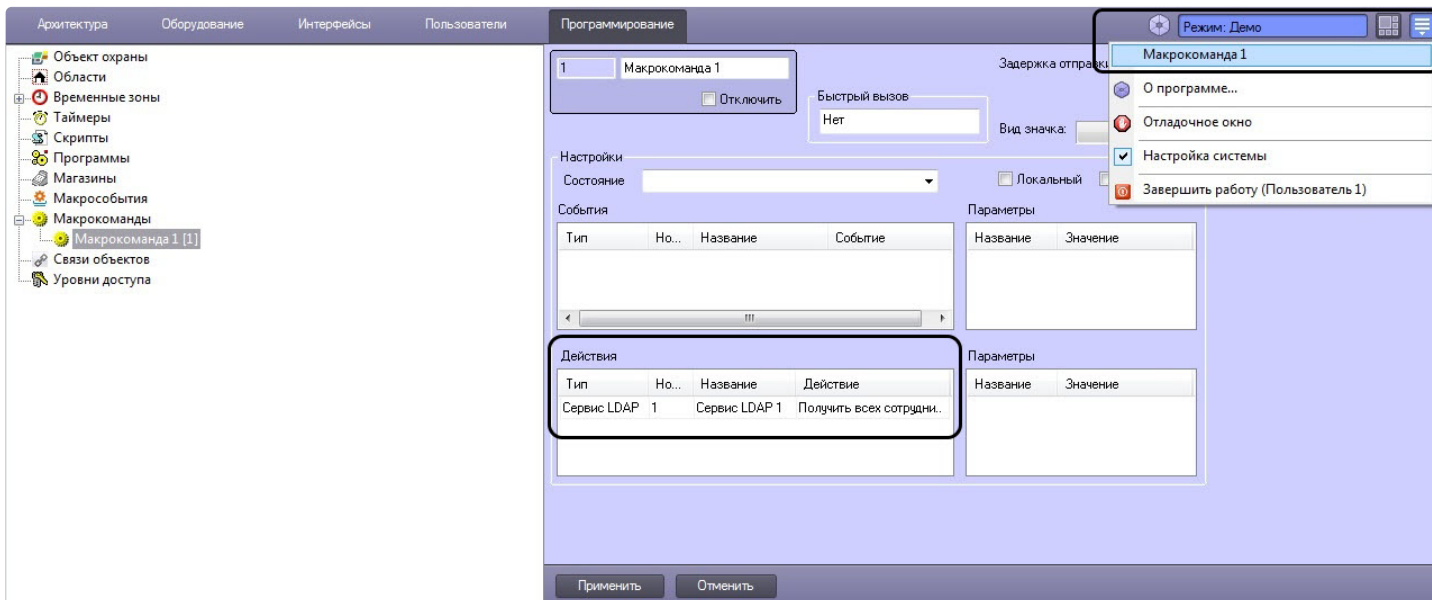 Архитектура Оборудование Интерфейсы Пользователи Программирование Режим: Демо
Объект охраны
Области
Временные зоны
Таймеры
Скрипты
Программы
Магазины
Макрособытия
Макрокоманды
Макрокоманда 1 [1]
Связи объектов
Уровни доступа
1 Макрокоманда 1
Отключить
Быстрый вызов
Нет
Задержка отправки
Вид значка:
Настройки
Состояние
Локальный
События
Тип Но... Название Событие
Параметры
Название Значение
Действия
Тип Но... Название Действие
Сервис LDAP 1 Сервис LDAP 1 Получить всех сотрудни..
Параметры
Название Значение
Макрокоманда 1
О программе...
Отладочное окно
Настройка системы
Завершить работу (Пользователь 1)
Применить Отменить